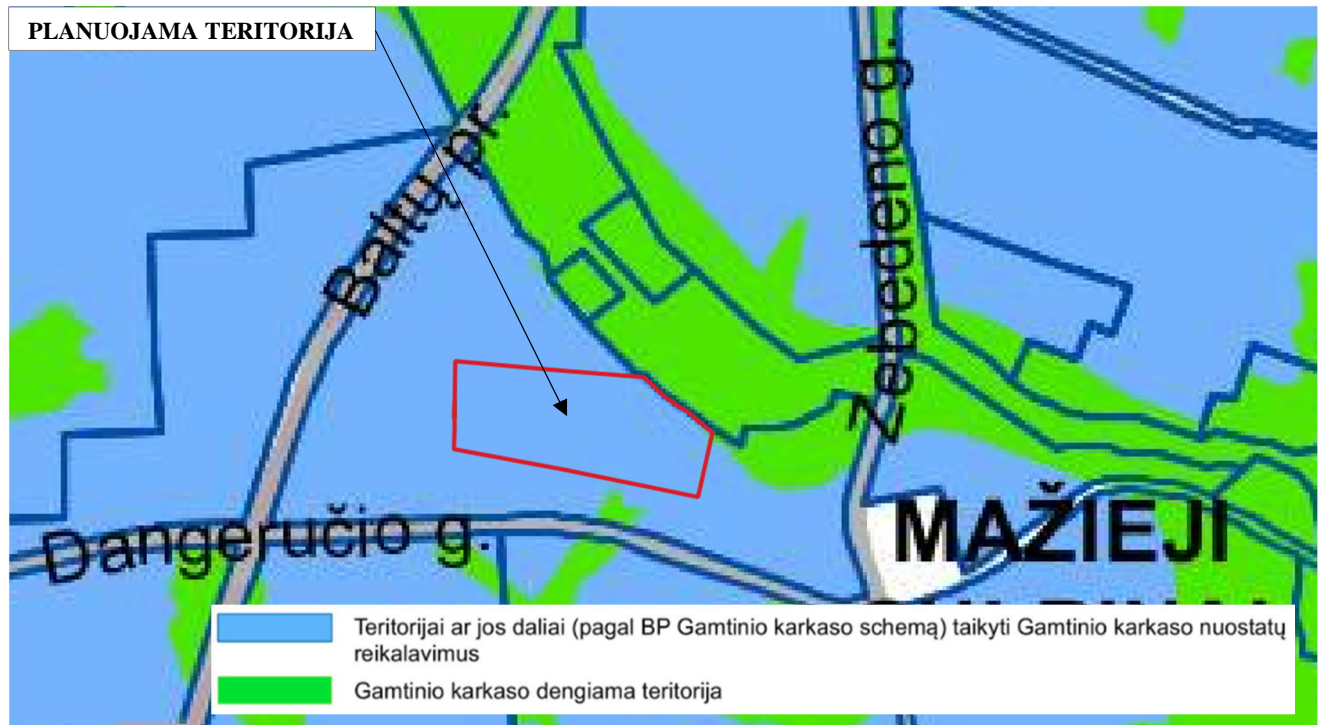 PLANUOJAMA TERITORIJA
Baltų pr.
Žebedeno g.
Dangeručio g.
MAŽIEJI
Teritorijai ar jos daliai (pagal BP Gamtinio karkaso schemą) taikyti Gamtinio karkaso nuostatų
reikalavimus
Gamtinio karkaso dengiama teritorija